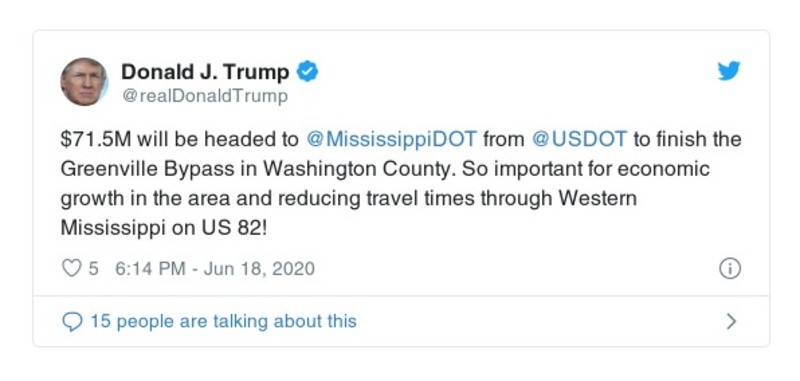 Donald J. Trump
@realDonaldTrump
$71.5M will be headed to @MississippiDOT from @USDOT to finish the
Greenville Bypass in Washington County. So important for economic
growth in the area and reducing travel times through Western
Mississippi on US 82!
5 6:14 PM - Jun 18, 2020
15 people are talking about this